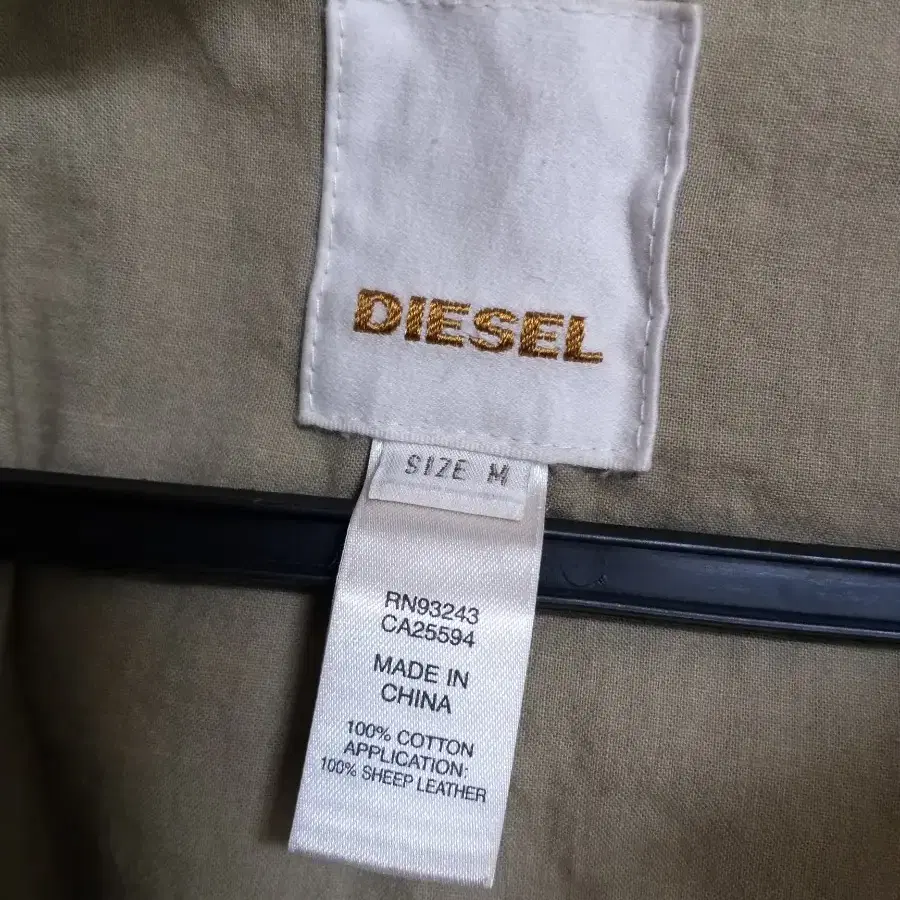 DIESEL
SIZE M
RN93243
CA25594
MADE IN
CHINA
100% COTTON
APPLICATION:
100% SHEEP LEATHER